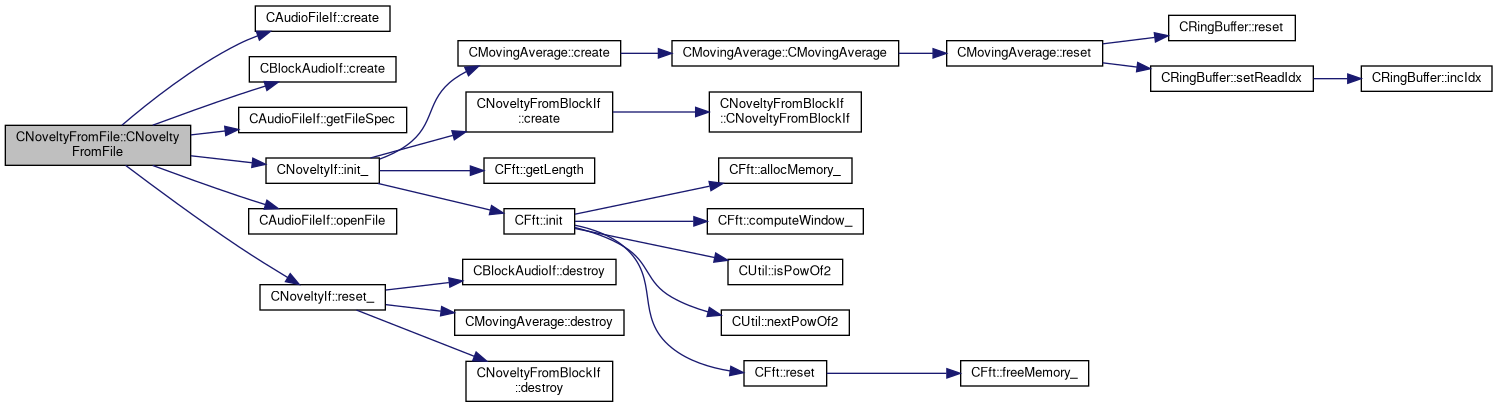 CNoveltyFromFile::CNovelty
FromFile
CAudioFileIf::create
CBlockAudioIf::create
CAudioFileIf::getFileSpec
CNoveltyIf::init_
CAudioFileIf::openFile
CNoveltyIf::reset_
CMovingAverage::create
CNoveltyFromBlockIf
::create
CFft::getLength
CFft::init
CBlockAudioIf::destroy
CMovingAverage::destroy
CNoveltyFromBlockIf
::destroy
CMovingAverage::CMovingAverage
CNoveltyFromBlockIf
::CNoveltyFromBlockIf
CFft::allocMemory_
CFft::computeWindow_
CUtil::isPowOf2
CUtil::nextPowOf2
CFft::reset
CMovingAverage::reset
CFft::freeMemory_
CRingBuffer::reset
CRingBuffer::setReadIdx
CRingBuffer::incIdx